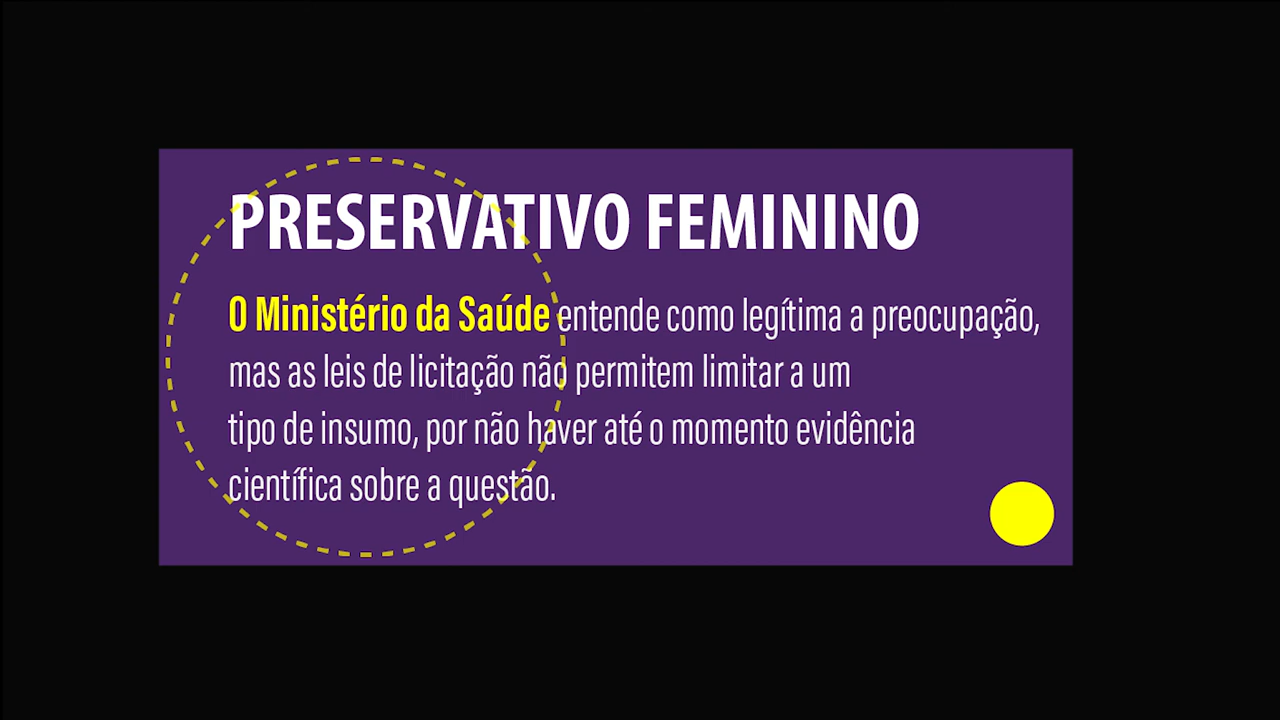 PRESERVATIVO FEMININO
O Ministério da Saúde entende como legítima a preocupação,
mas as leis de licitação não permitem limitar a um
tipo de insumo, por não haver até o momento evidência
científica sobre a questão.